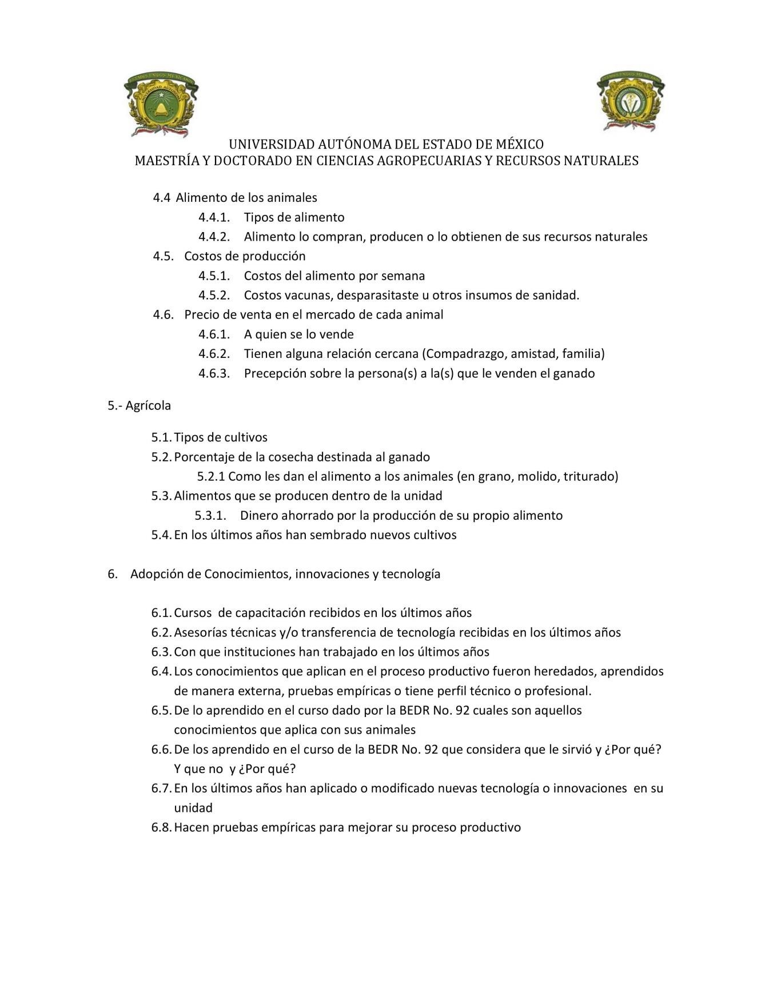 ESTADOS UNIDOS MEXICANOS
UNIVERSIDAD AUTONOMA
ESTADOS UNIDOS MEXICANOS
UNIVERSIDAD AUTONOMA
UNIVERSIDAD AUTÓNOMA DEL ESTADO DE MÉXICO
MAESTRÍA Y DOCTORADO EN CIENCIAS AGROPECUARIAS Y RECURSOS NATURALES
4.4 Alimento de los animales
4.4.1. Tipos de alimento
4.4.2. Alimento lo compran, producen o lo obtienen de sus recursos naturales
4.5. Costos de producción
4.5.1. Costos del alimento por semana
4.5.2. Costos vacunas, desparasitaste u otros insumos de sanidad.
4.6. Precio de venta en el mercado de cada animal
4.6.1. A quien se lo vende
4.6.2. Tienen alguna relación cercana (Compadrazgo, amistad, familia)
4.6.3. Precepción sobre la persona(s) a la(s) que le venden el ganado
5.- Agrícola
5.1. Tipos de cultivos
5.2. Porcentaje de la cosecha destinada al ganado
5.2.1 Como les dan el alimento a los animales (en grano, molido, triturado)
5.3. Alimentos que se producen dentro de la unidad
5.3.1. Dinero ahorrado por la producción de su propio alimento
5.4. En los últimos años han sembrado nuevos cultivos
6. Adopción de Conocimientos, innovaciones y tecnología
6.1. Cursos de capacitación recibidos en los últimos años
6.2. Asesorías técnicas y/o transferencia de tecnología recibidas en los últimos años
6.3. Con que instituciones han trabajado en los últimos años
6.4. Los conocimientos que aplican en el proceso productivo fueron heredados, aprendidos
de manera externa, pruebas empíricas o tiene perfil técnico o profesional.
6.5. De lo aprendido en el curso dado por la BEDR No. 92 cuales son aquellos
conocimientos que aplica con sus animales
6.6. De los aprendido en el curso de la BEDR No. 92 que considera que le sirvió y ¿Por qué?
Y que no y ¿Por qué?
6.7. En los últimos años han aplicado o modificado nuevas tecnología o innovaciones en su
unidad
6.8. Hacen pruebas empíricas para mejorar su proceso productivo